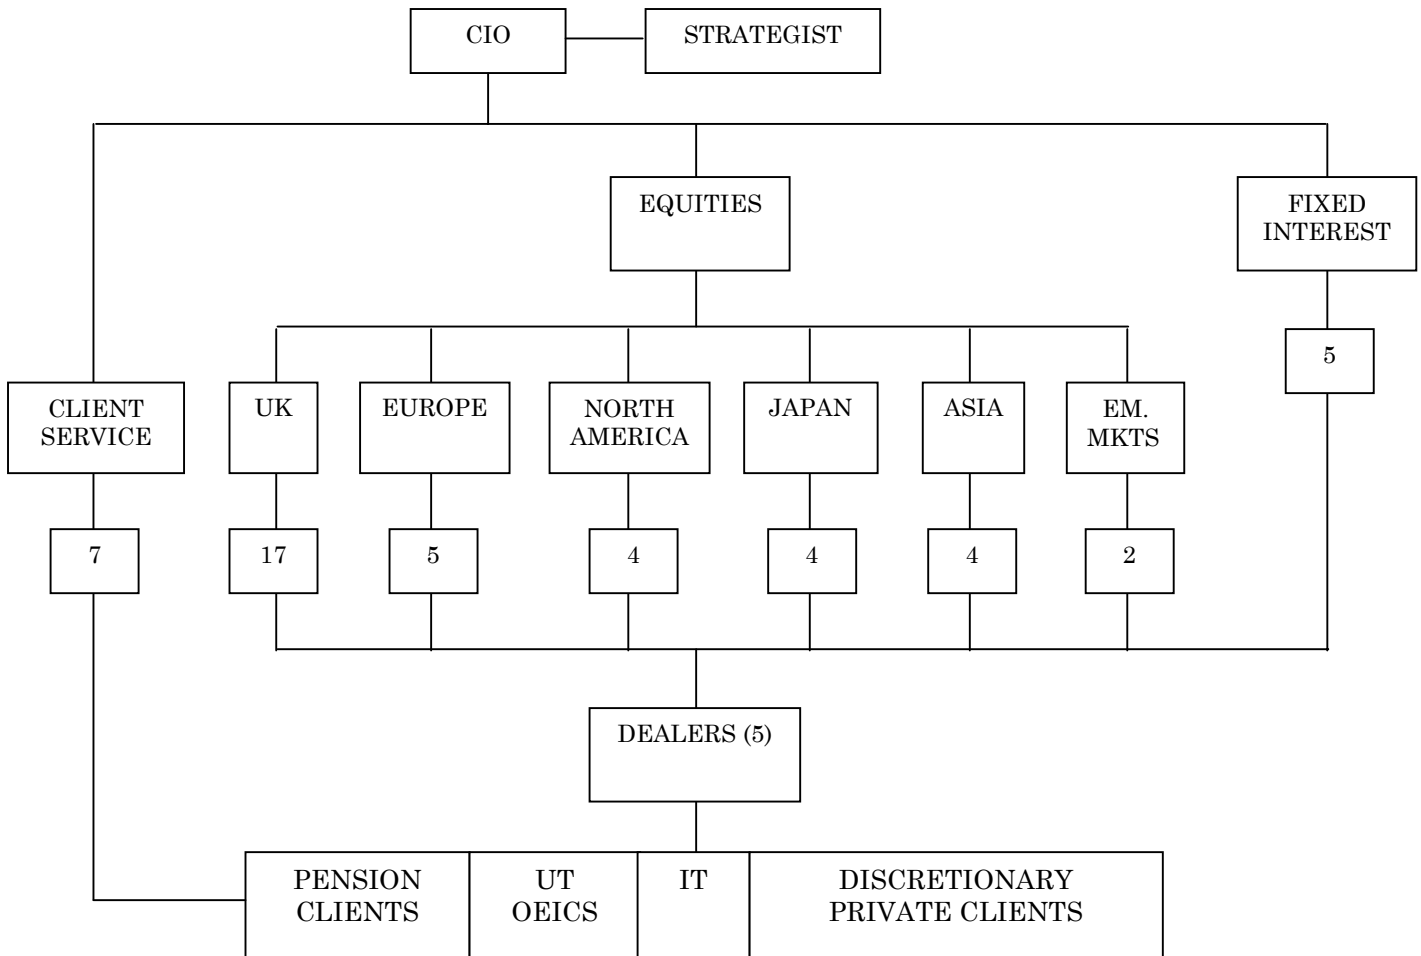 CIO
STRATEGIST
EQUITIES
FIXED
INTEREST
5
CLIENT
SERVICE
UK
EUROPE
NORTH
AMERICA
JAPAN
ASIA
EM.
MKTS
7
17
5
4
4
4
2
DEALERS (5)
PENSION
CLIENTS
UT
OEICS
IT
DISCRETIONARY
PRIVATE CLIENTS